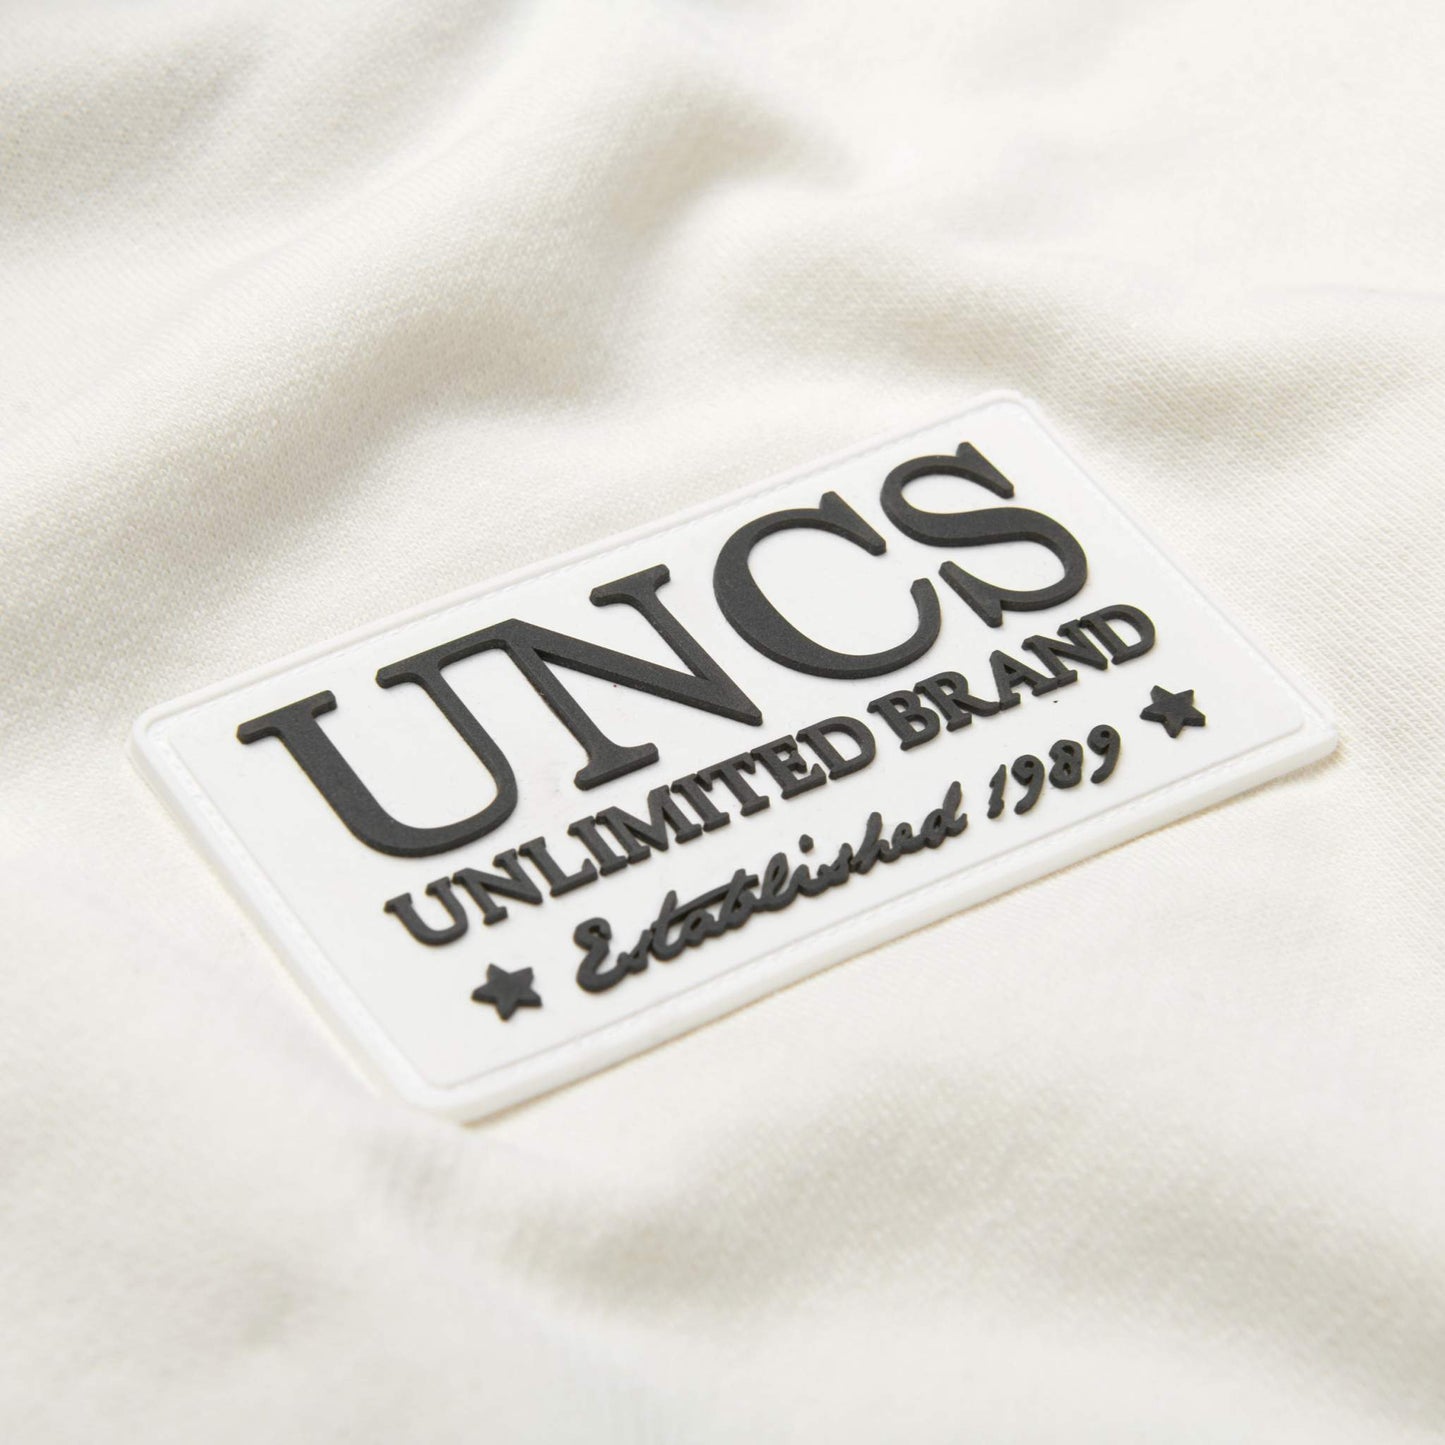 UNCS
UNLIMITED BRAND
★ Established 1989 ★